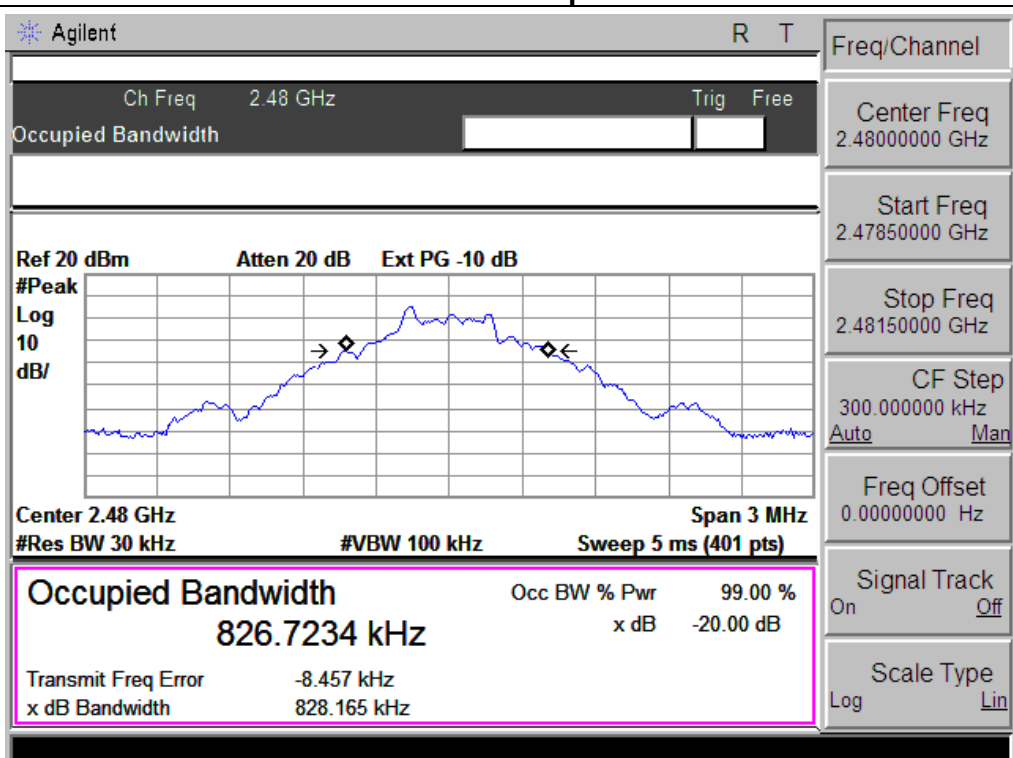 Agilent R T
Ch Freq 2.48 GHz Trig Free
Occupied Bandwidth
Ref 20 dBm Atten 20 dB Ext PG -10 dB
#Peak
Log
10
dB/
Center 2.48 GHz Span 3 MHz
#Res BW 30 kHz #VBW 100 kHz Sweep 5 ms (401 pts)
Occupied Bandwidth Occ BW % Pwr 99.00 %
826.7234 kHz x dB -20.00 dB
Transmit Freq Error -8.457 kHz
x dB Bandwidth 828.165 kHz
Freq/Channel
Center Freq
2.48000000 GHz
Start Freq
2.47850000 GHz
Stop Freq
2.48150000 GHz
CF Step
300.000000 kHz
Auto Man
Freq Offset
0.00000000 Hz
Signal Track
On Off
Scale Type
Log Lin